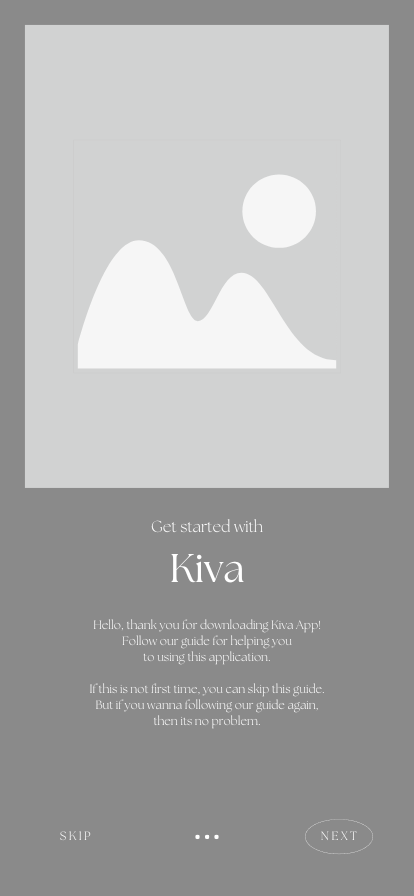 Get started with
Kiva
Hello, thank you for downloading Kiva App!
Follow our guide for helping you
to using this application.
If this is not first time, you can skip this guide.
But if you wanna following our guide again,
then its no problem.
SKIP
NEXT